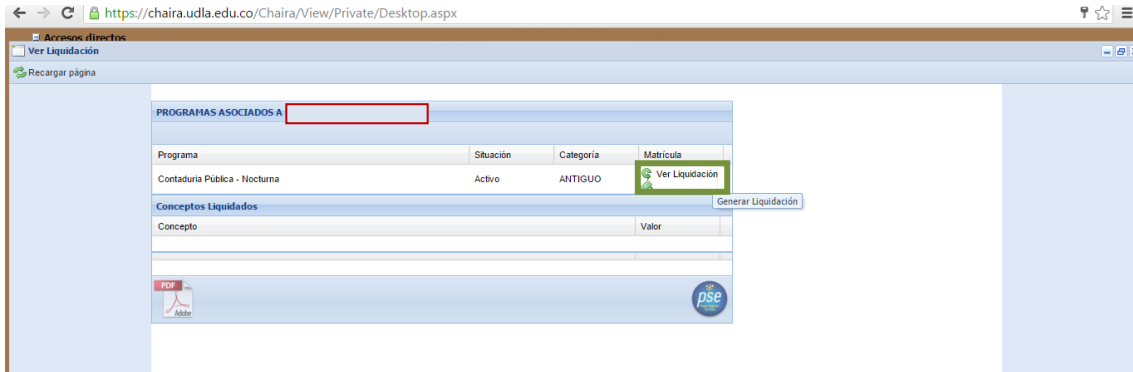 https://chaira.udla.edu.co/Chaira/View/Private/Desktop.aspx
Accesos directos
Ver Liquidación
Recargar página
PROGRAMAS ASOCIADOS A
Programa Situación Categoría Matrícula
Contaduria Pública - Nocturna Activo ANTIGUO Ver Liquidación
Generar Liquidación
Conceptos Liquidados
Concepto Valor
PDF
Adobe
pse